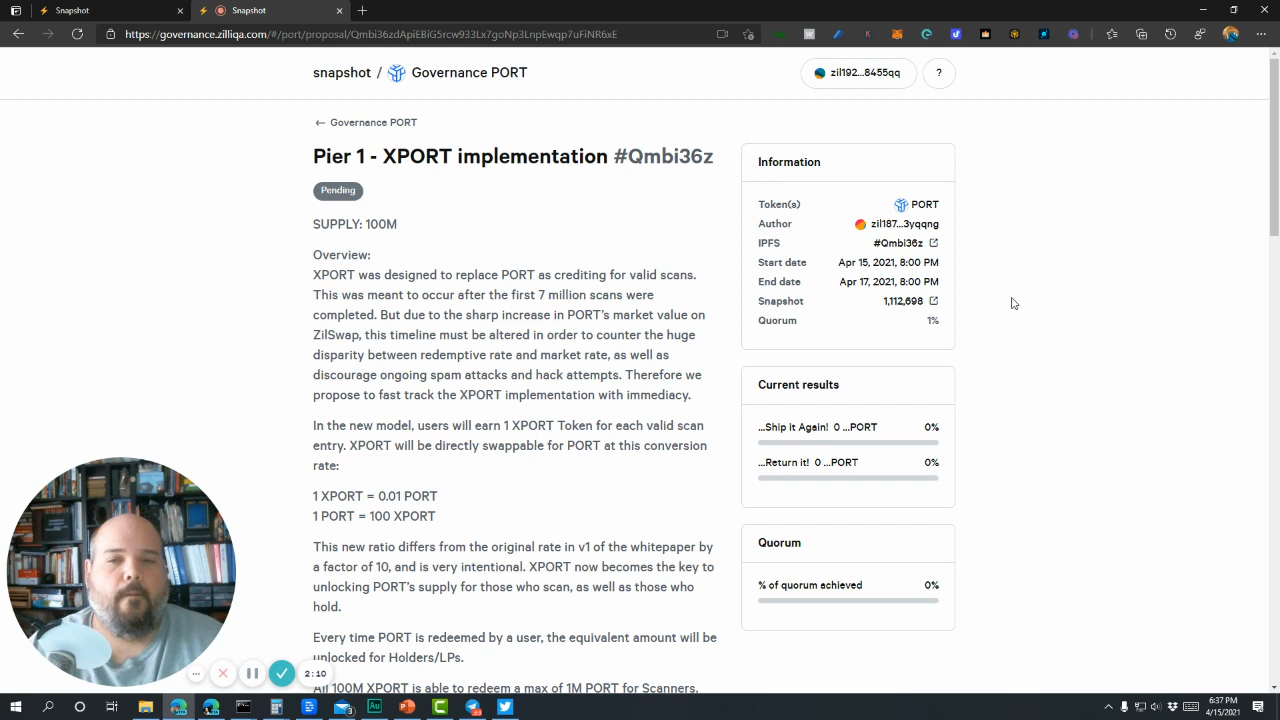 Snapshot
Snapshot
https://governance.zilliqa.com/#/port/proposal/Qmbi36zdApiEBiG5rcw933Lx7goNp3LnpEwqp7uFiNR6xE
snapshot / Governance PORT
zil192...8455qq
?
← Governance PORT
Pier 1 - XPORT implementation #Qmbi36z
Pending
SUPPLY: 100M
Overview:
XPORT was designed to replace PORT as crediting for valid scans.
This was meant to occur after the first 7 million scans were
completed. But due to the sharp increase in PORT's market value on
ZilSwap, this timeline must be altered in order to counter the huge
disparity between redemptive rate and market rate, as well as
discourage ongoing spam attacks and hack attempts. Therefore we
propose to fast track the XPORT implementation with immediacy.
In the new model, users will earn 1 XPORT Token for each valid scan
entry. XPORT will be directly swappable for PORT at this conversion
rate:
1 XPORT = 0.01 PORT
1 PORT = 100 XPORT
This new ratio differs from the original rate in v1 of the whitepaper by
a factor of 10, and is very intentional. XPORT now becomes the key to
unlocking PORT's supply for those who scan, as well as those who
hold.
Every time PORT is redeemed by a user, the equivalent amount will be
unlocked for Holders/LPs.
All 100M XPORT is able to redeem a max of 1M PORT for Scanners.
Information
Token(s) PORT
Author zil187...3yqqng
IPFS #Qmbi36z
Start date Apr 15, 2021, 8:00 PM
End date Apr 17, 2021, 8:00 PM
Snapshot 1,112,698
Quorum 1%
Current results
...Ship it Again! 0 ...PORT 0%
...Return it! 0 ...PORT 0%
Quorum
% of quorum achieved 0%
2:10
6:37 PM
4/15/2021